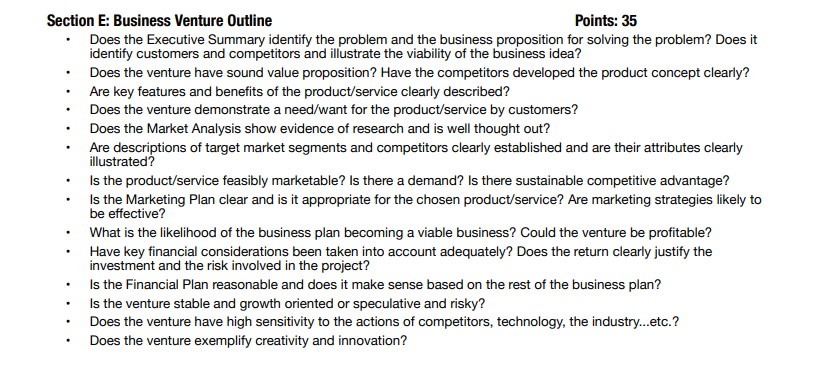 Section E: Business Venture Outline Points: 35
• Does the Executive Summary identify the problem and the business proposition for solving the problem? Does it
identify customers and competitors and illustrate the viability of the business idea?
• Does the venture have sound value proposition? Have the competitors developed the product concept clearly?
• Are key features and benefits of the product/service clearly described?
• Does the venture demonstrate a need/want for the product/service by customers?
• Does the Market Analysis show evidence of research and is well thought out?
• Are descriptions of target market segments and competitors clearly established and are their attributes clearly
illustrated?
• Is the product/service feasibly marketable? Is there a demand? Is there sustainable competitive advantage?
• Is the Marketing Plan clear and is it appropriate for the chosen product/service? Are marketing strategies likely to
be effective?
• What is the likelihood of the business plan becoming a viable business? Could the venture be profitable?
• Have key financial considerations been taken into account adequately? Does the return clearly justify the
investment and the risk involved in the project?
• Is the Financial Plan reasonable and does it make sense based on the rest of the business plan?
• Is the venture stable and growth oriented or speculative and risky?
• Does the venture have high sensitivity to the actions of competitors, technology, the industry...etc.?
• Does the venture exemplify creativity and innovation?